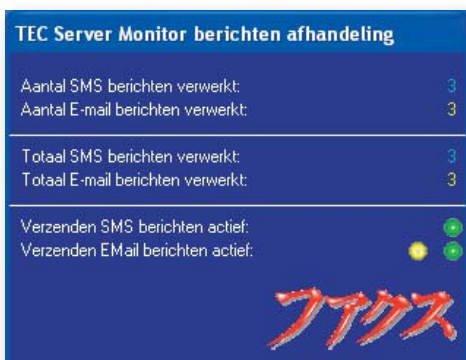 TEC Server Monitor berichten afhandeling
Aantal SMS berichten verwerkt: 3
Aantal E-mail berichten verwerkt: 3
Totaal SMS berichten verwerkt: 3
Totaal E-mail berichten verwerkt: 3
Verzenden SMS berichten actief:
Verzenden EMail berichten actief:
ファクス